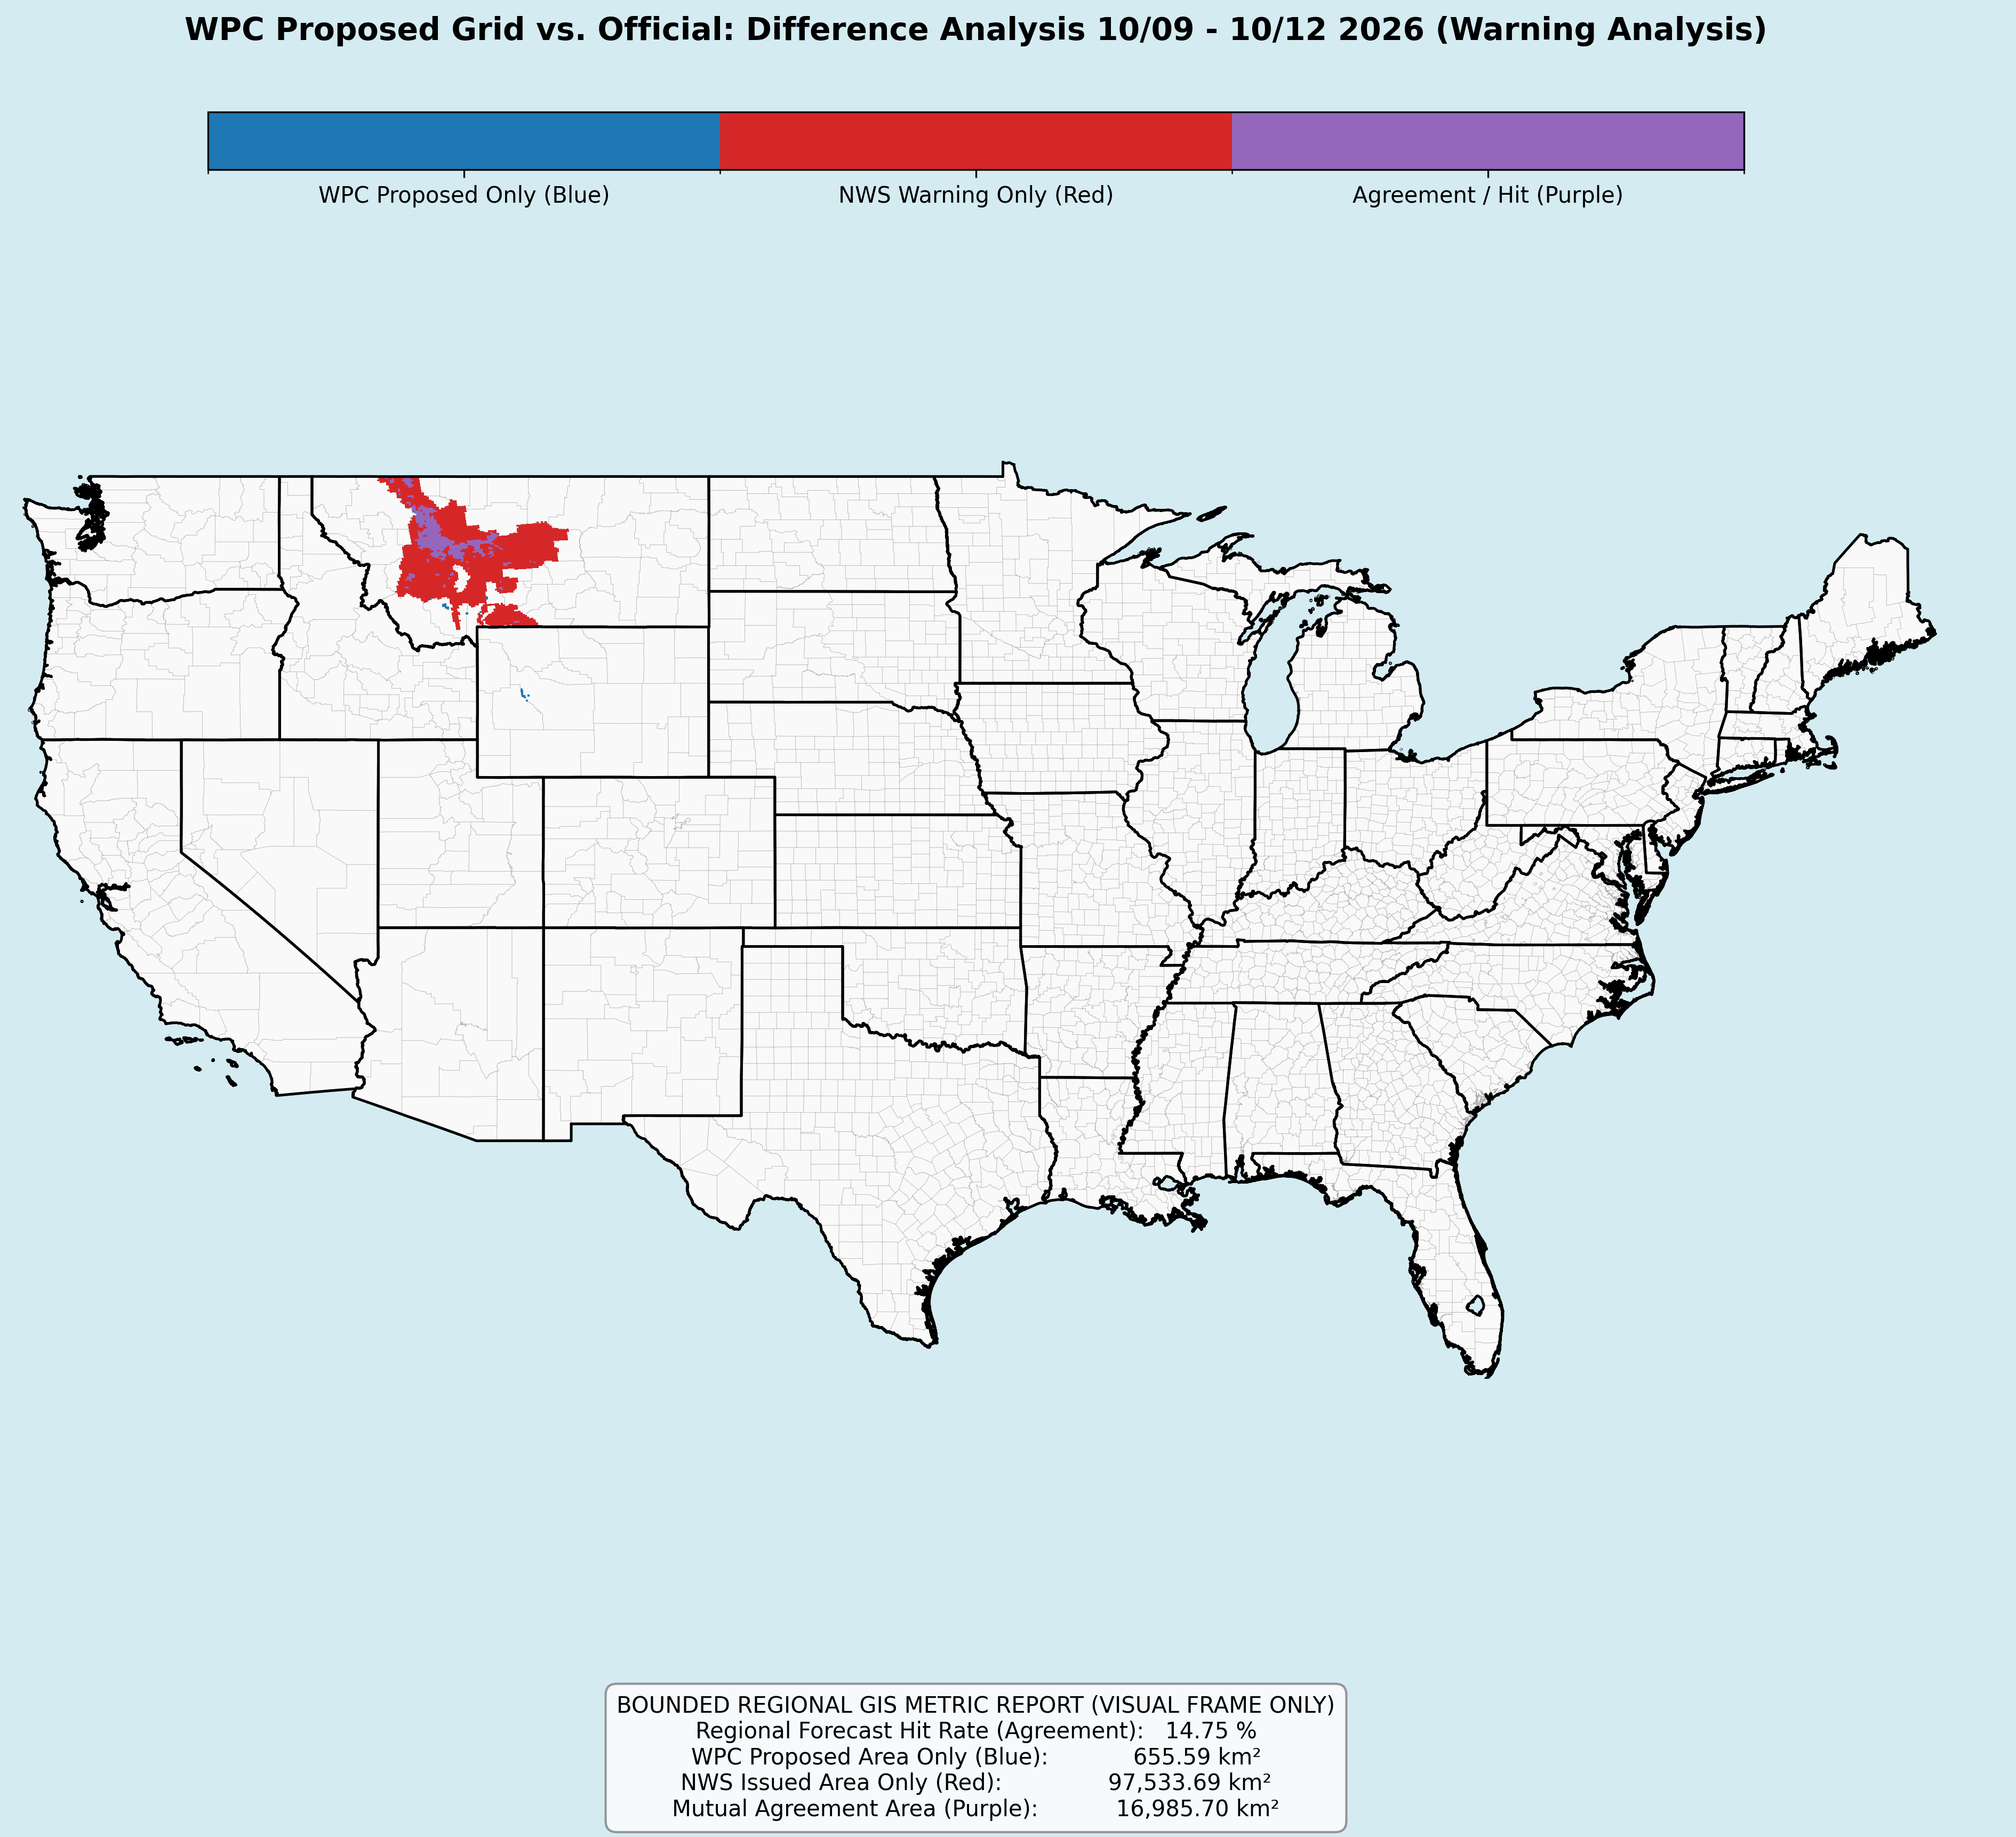 WPC Proposed Grid vs. Official: Difference Analysis 10/09 - 10/12 2026 (Warning Analysis)
WPC Proposed Only (Blue)
NWS Warning Only (Red)
Agreement / Hit (Purple)
BOUNDED REGIONAL GIS METRIC REPORT (VISUAL FRAME ONLY)
Regional Forecast Hit Rate (Agreement): 14.75 %
WPC Proposed Area Only (Blue): 655.59 km²
NWS Issued Area Only (Red): 97,533.69 km²
Mutual Agreement Area (Purple): 16,985.70 km²